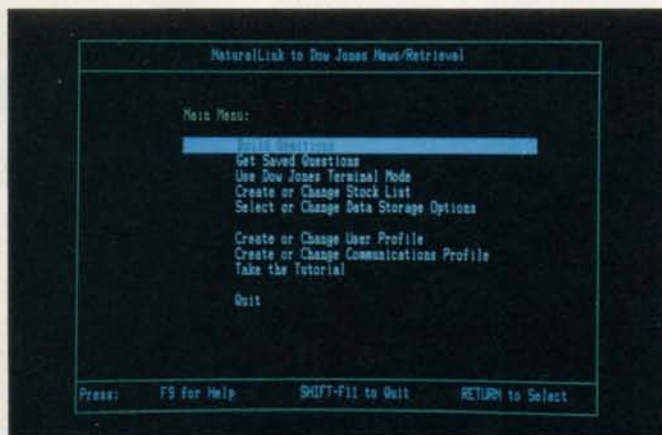 NaturalLink to Dow Jones News/Retrieval
Main Menu:
Build Questions
Get Saved Questions
Use Dow Jones Terminal Mode
Create or Change Stock List
Select or Change Data Storage Options
Create or Change User Profile
Create or Change Communications Profile
Take the Tutorial
Quit
Press: F5 for Help SHIFT-F11 to Quit RETURN to Select